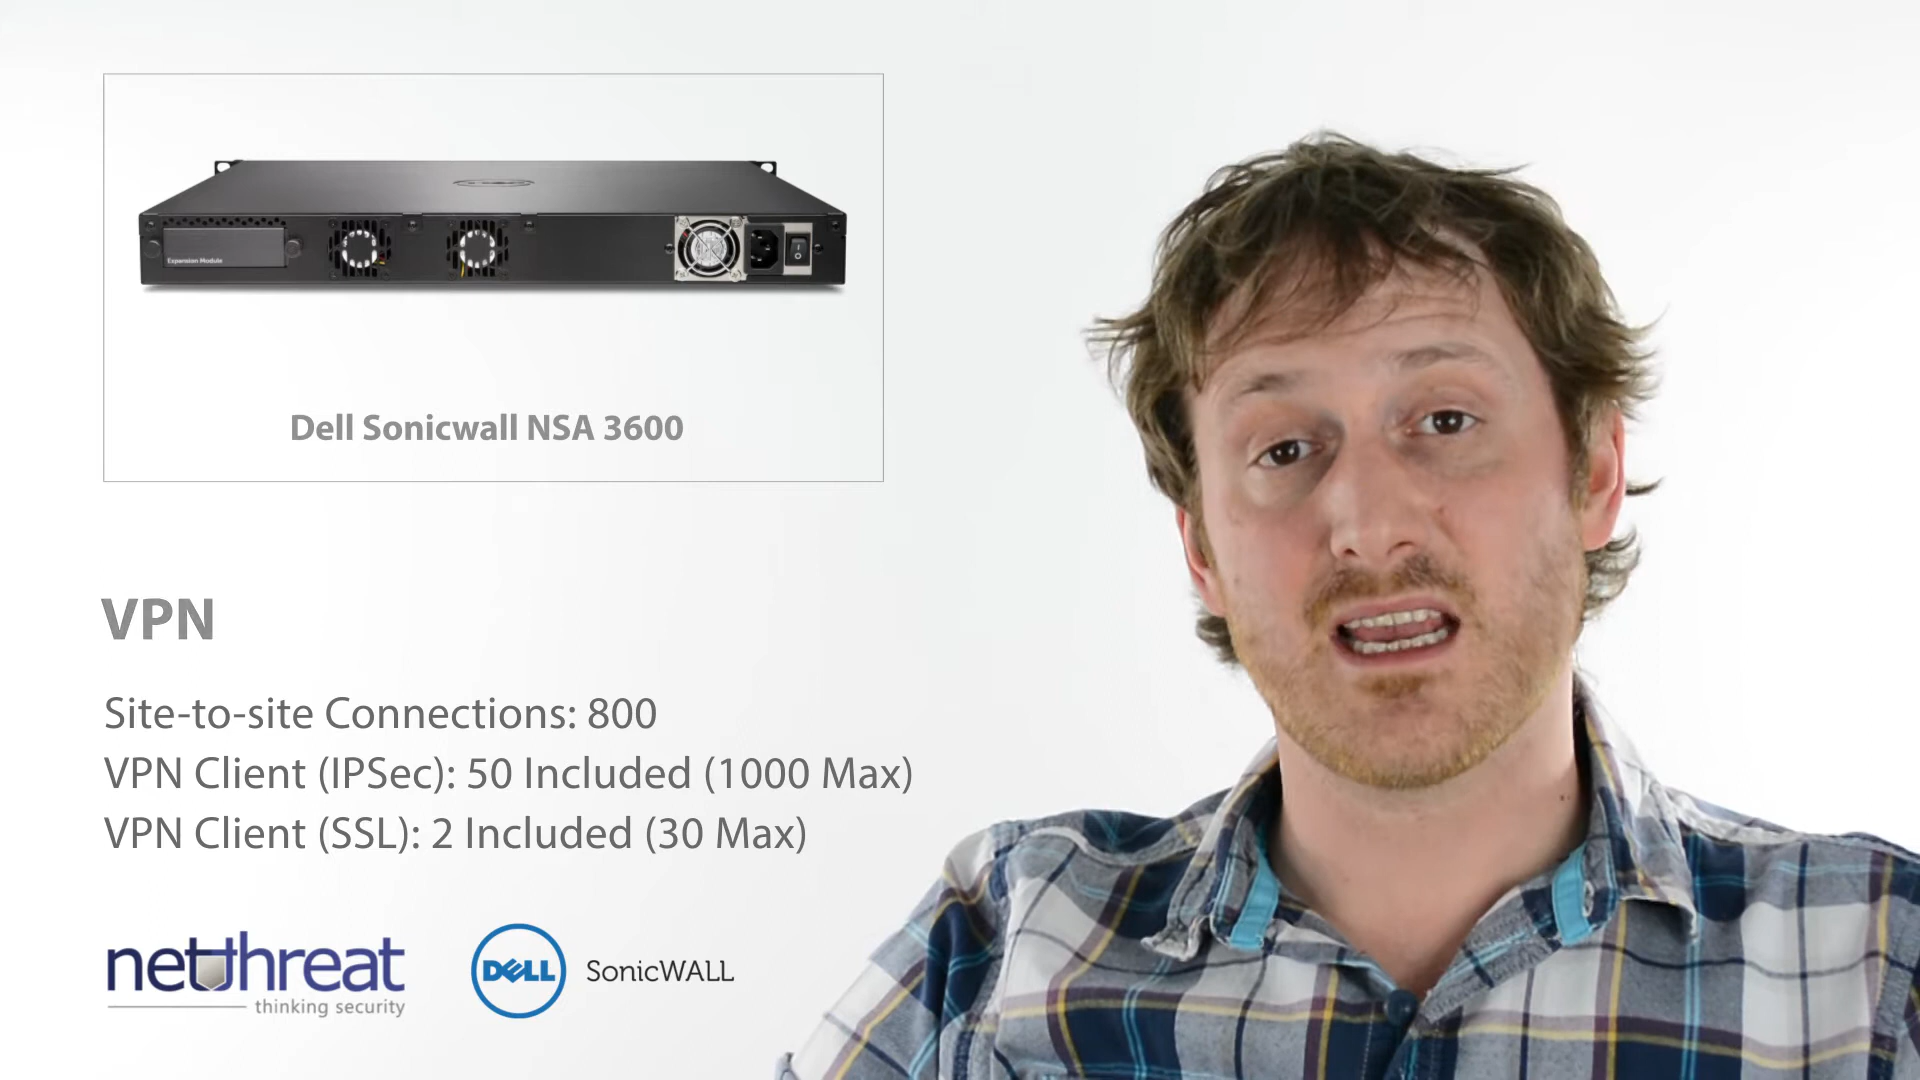 Expansion Module
Dell Sonicwall NSA 3600
VPN
Site-to-site Connections: 800
VPN Client (IPSec): 50 Included (1000 Max)
VPN Client (SSL): 2 Included (30 Max)
netthreat
thinking security
DELL SonicWALL